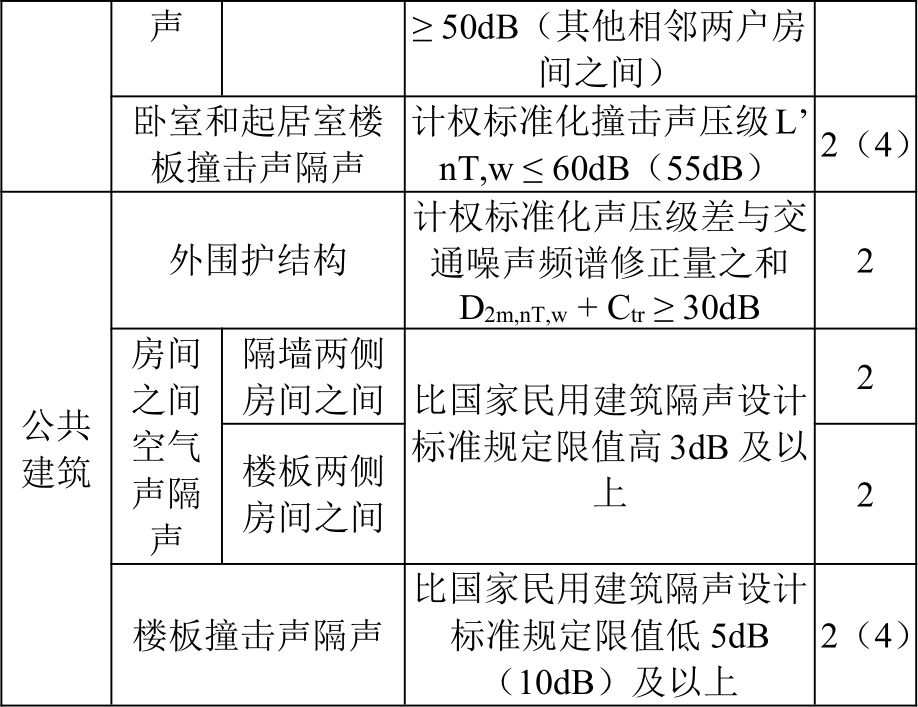 声
≥ 50dB（其他相邻两户房
间之间）
卧室和起居室楼
板撞击声隔声
计权标准化撞击声压级 L’
nT,w ≤ 60dB（55dB）
2（4）
公共
建筑
外围护结构
计权标准化声压级差与交
通噪声频谱修正量之和
D2m,nT,w + Ctr ≥ 30dB
2
房间
之间
空气
声隔
声
隔墙两侧
房间之间
比国家民用建筑隔声设计
标准规定限值高 3dB 及以
上
2
楼板两侧
房间之间
2
楼板撞击声隔声
比国家民用建筑隔声设计
标准规定限值低 5dB
（10dB）及以上
2（4）